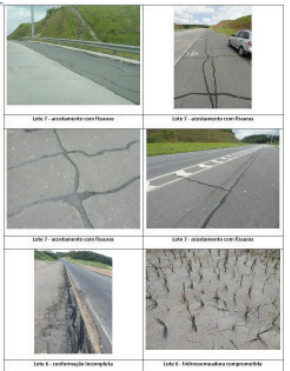 Lote 7 - acostamento com fissuras
Lote 7 - acostamento com fissuras
Lote 7 - acostamento com fissuras
Lote 7 - acostamento com fissuras
Lote 6 - conformação incompleta
Lote 6 - hidrossemeadura comprometida